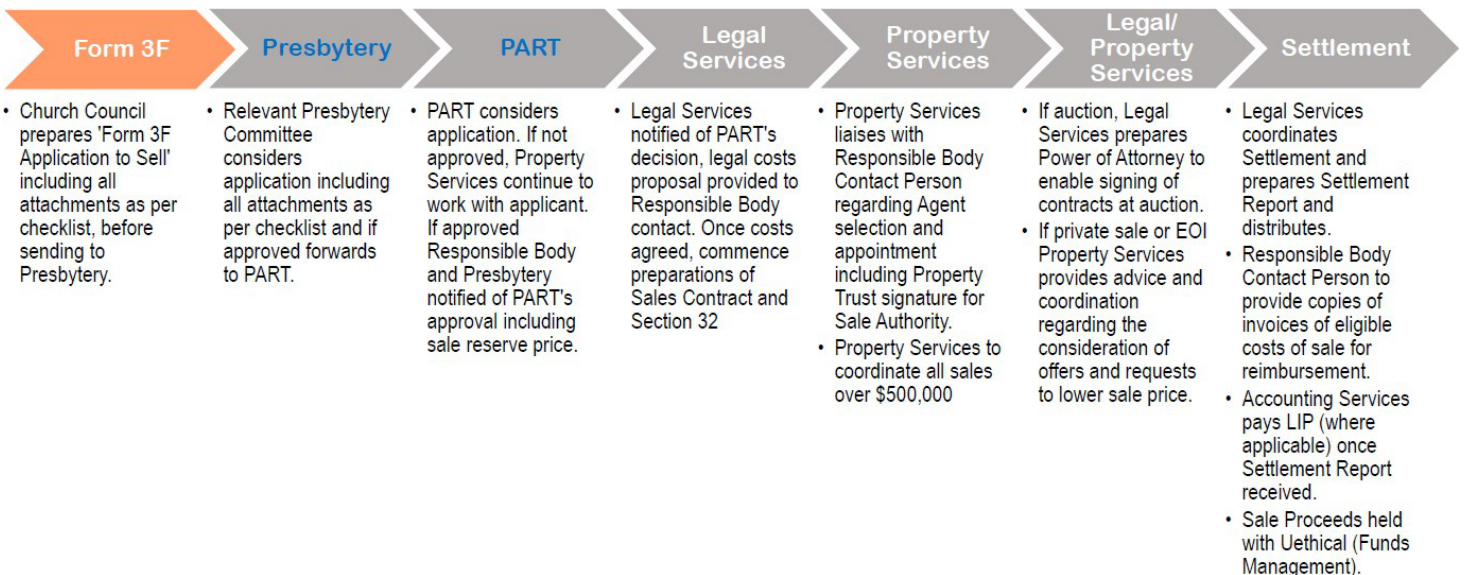 Form 3F
Presbytery
PART
Legal
Services
Property
Services
Legal/
Property
Services
Settlement
• Church Council
prepares 'Form 3F
Application to Sell'
including all
attachments as per
checklist, before
sending to
Presbytery.
• Relevant Presbytery
Committee
considers
application including
all attachments as
per checklist and if
approved forwards
to PART.
• PART considers
application. If not
approved, Property
Services continue to
work with applicant.
If approved
Responsible Body
and Presbytery
notified of PART's
approval including
sale reserve price.
• Legal Services
notified of PART's
decision, legal costs
proposal provided to
Responsible Body
contact. Once costs
agreed, commence
preparations of
Sales Contract and
Section 32
• Property Services
liaises with
Responsible Body
Contact Person
regarding Agent
selection and
appointment
including Property
Trust signature for
Sale Authority.
• Property Services to
coordinate all sales
over $500,000
• If auction, Legal
Services prepares
Power of Attorney to
enable signing of
contracts at auction.
• If private sale or EOI
Property Services
provides advice and
coordination
regarding the
consideration of
offers and requests
to lower sale price.
• Legal Services
coordinates
Settlement and
prepares Settlement
Report and
distributes.
• Responsible Body
Contact Person to
provide copies of
invoices of eligible
costs of sale for
reimbursement.
• Accounting Services
pays LIP (where
applicable) once
Settlement Report
received.
• Sale Proceeds held
with Uethical (Funds
Management).